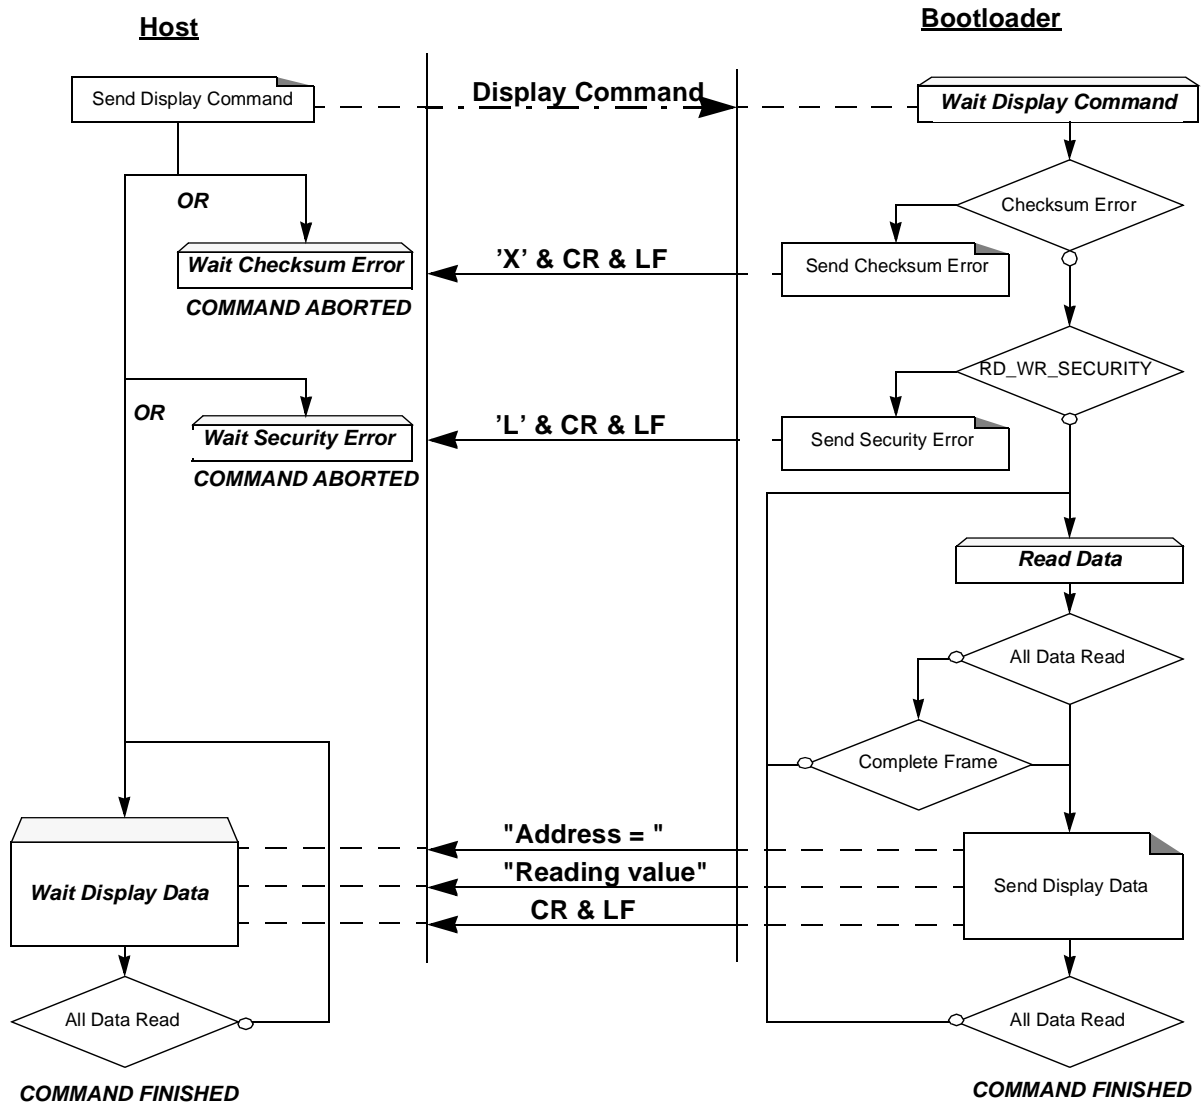 Host
Bootloader
Send Display Command
Display Command
Wait Display Command
OR
Checksum Error
Wait Checksum Error
'X' & CR & LF
Send Checksum Error
COMMAND ABORTED
RD_WR_SECURITY
OR
Wait Security Error
'L' & CR & LF
Send Security Error
COMMAND ABORTED
Read Data
All Data Read
Complete Frame
"Address = "
"Reading value"
Wait Display Data
Send Display Data
CR & LF
All Data Read
All Data Read
COMMAND FINISHED
COMMAND FINISHED